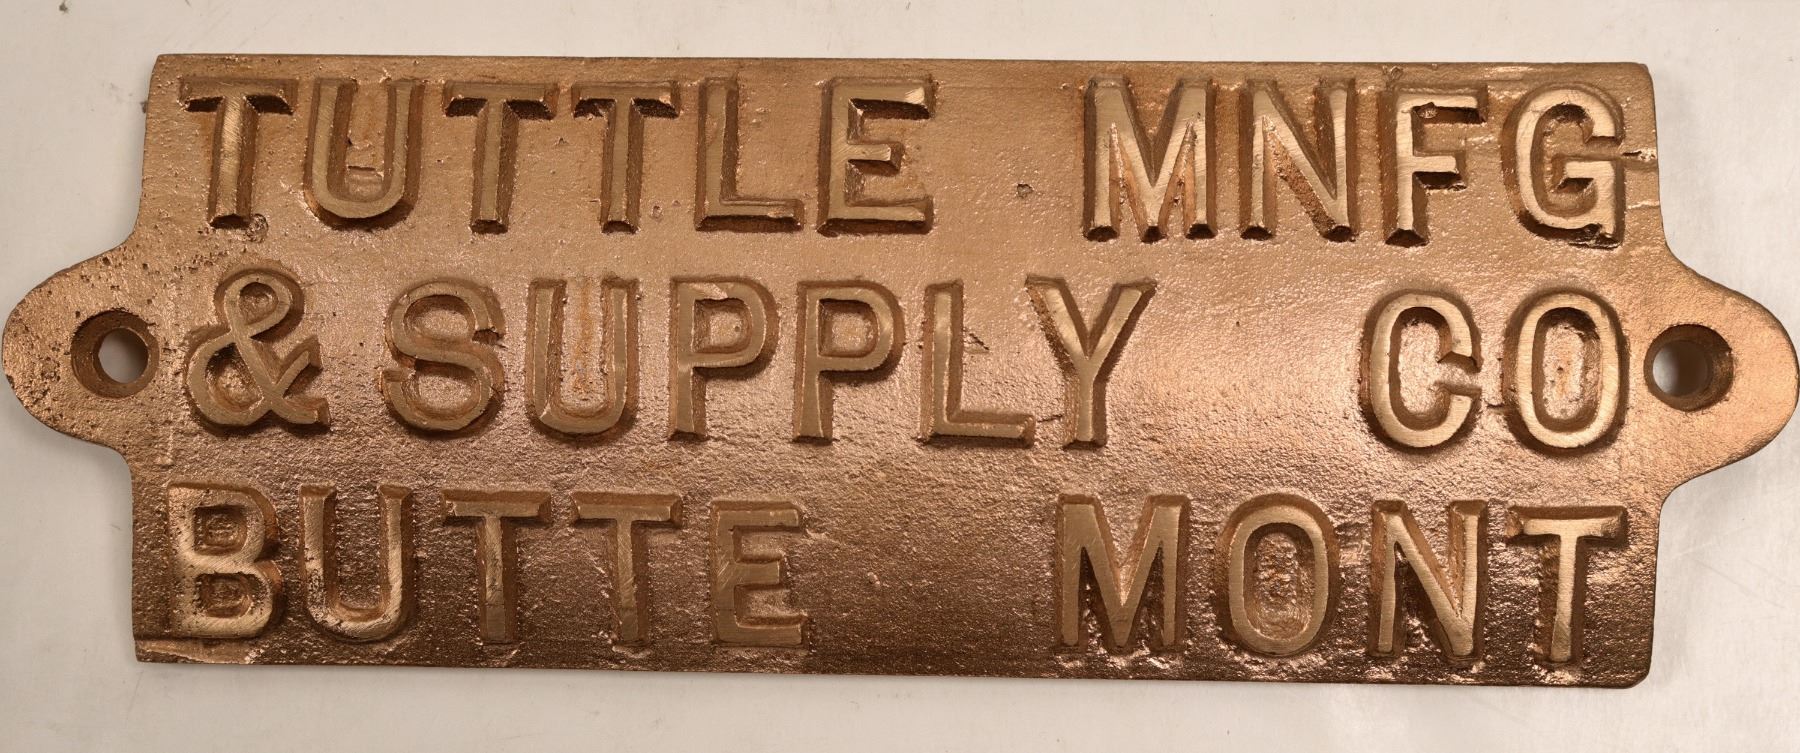 TUTTLE MNFG
& SUPPLY CO
BUTTE MONT